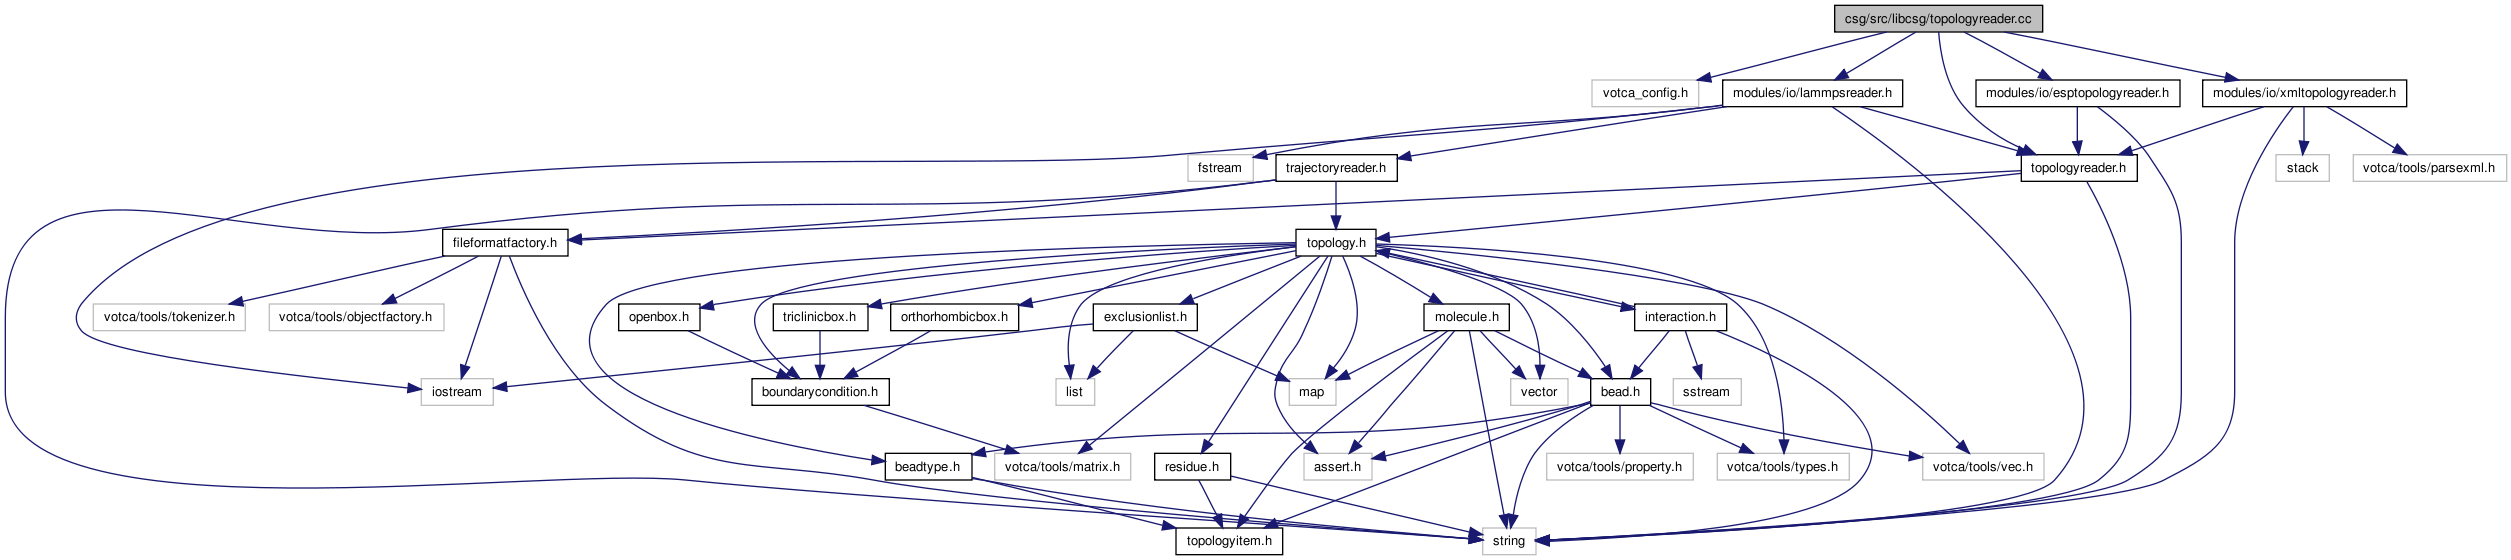 csg/src/libcsg/topologyreader.cc
votca_config.h
modules/io/lammpsreader.h
modules/io/esptopologyreader.h
modules/io/xmltopologyreader.h
fstream
trajectoryreader.h
topologyreader.h
stack
votca/tools/parsexml.h
fileformatfactory.h
topology.h
votca/tools/tokenizer.h
votca/tools/objectfactory.h
openbox.h
triclinicbox.h
orthorhombicbox.h
exclusionlist.h
molecule.h
interaction.h
iostream
boundarycondition.h
list
map
vector
bead.h
sstream
beadtype.h
votca/tools/matrix.h
residue.h
assert.h
votca/tools/property.h
votca/tools/types.h
votca/tools/vec.h
topologyitem.h
string